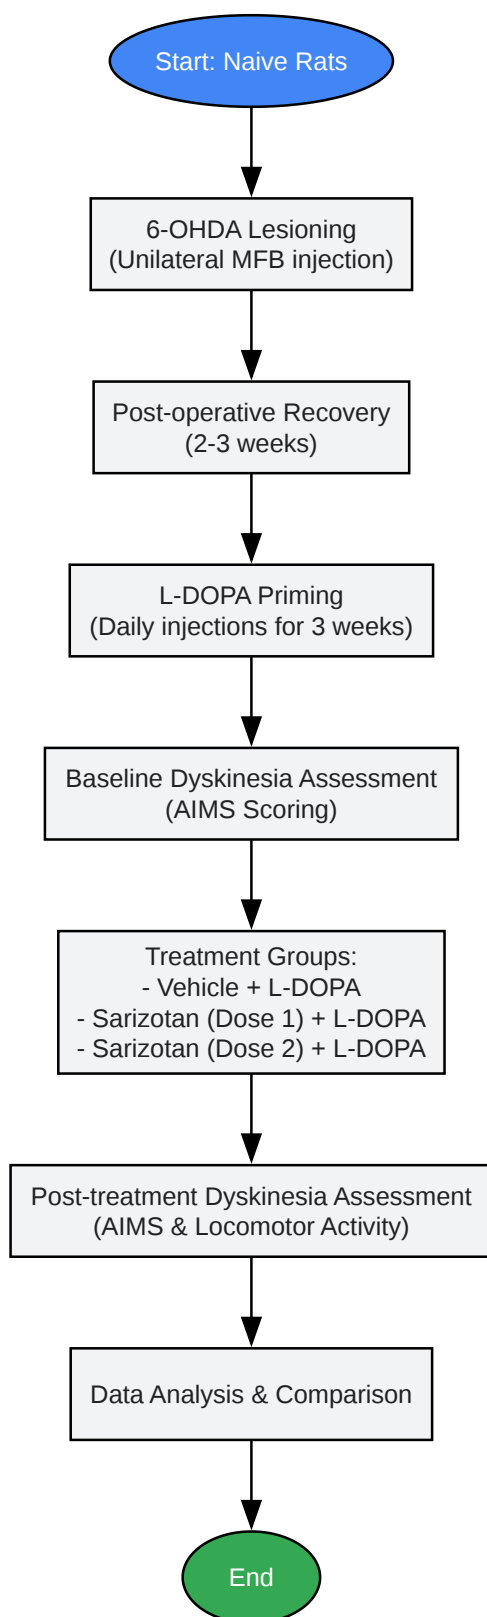 Start: Naive Rats
6-OHDA Lesioning
(Unilateral MFB injection)
Post-operative Recovery
(2-3 weeks)
L-DOPA Priming
(Daily injections for 3 weeks)
Baseline Dyskinesia Assessment
(AIMS Scoring)
Treatment Groups:
- Vehicle + L-DOPA
- Sarizotan (Dose 1) + L-DOPA
- Sarizotan (Dose 2) + L-DOPA
Post-treatment Dyskinesia Assessment
(AIMS & Locomotor Activity)
Data Analysis & Comparison
End